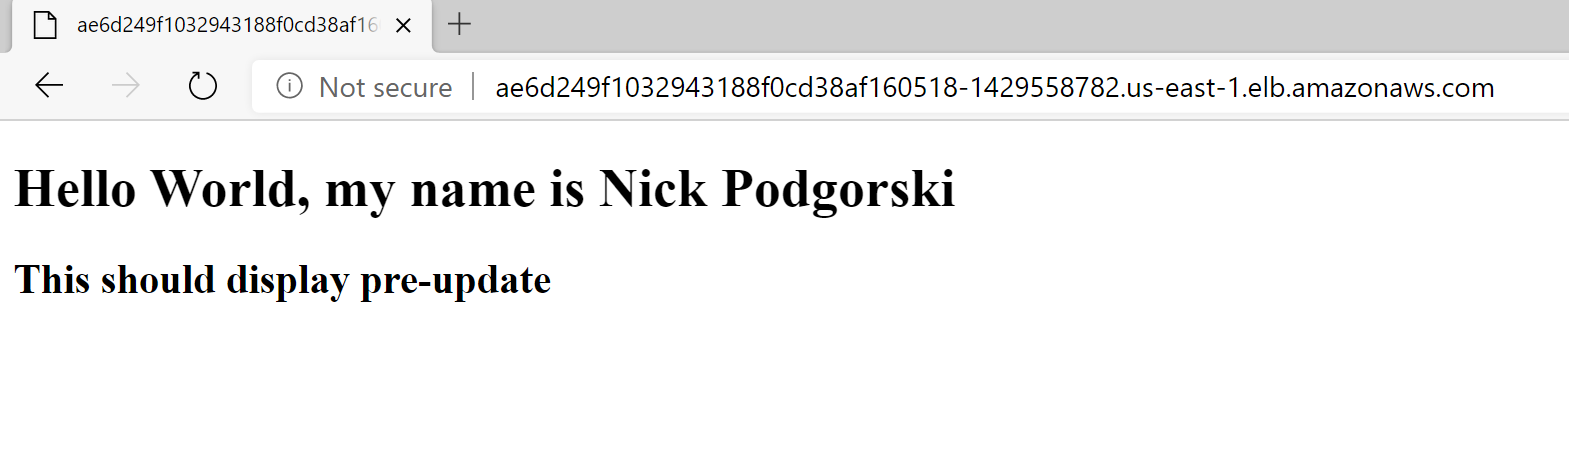 ae6d249f1032943188f0cd38af16
Not secure | ae6d249f1032943188f0cd38af160518-1429558782.us-east-1.elb.amazonaws.com
Hello World, my name is Nick Podgorski
This should display pre-update